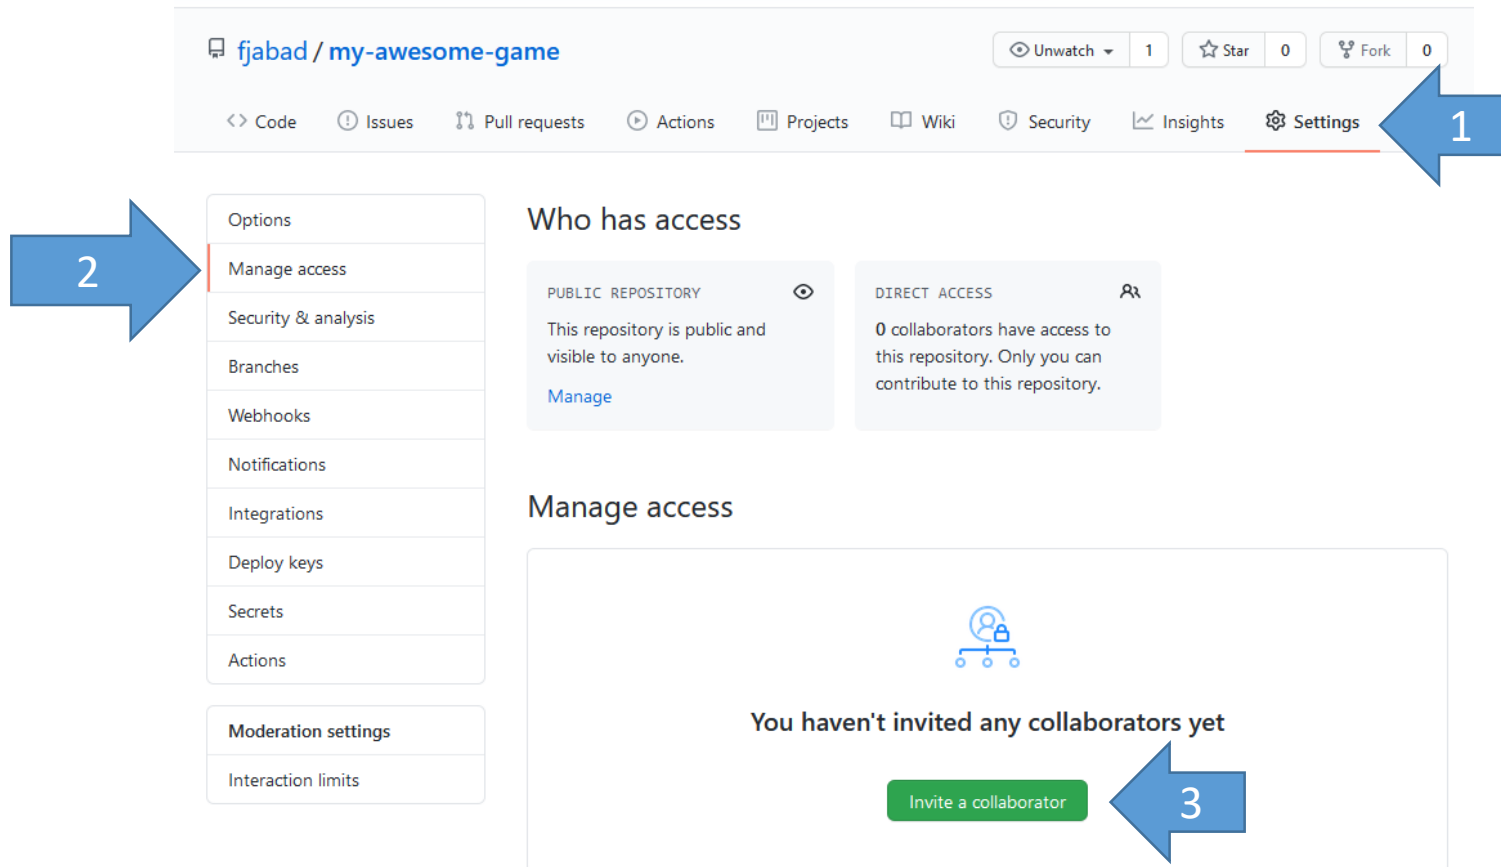 fjabad / my-awesome-game
Unwatch 1 Star 0 Fork 0
Code Issues Pull requests Actions Projects Wiki Security Insights Settings
1
2
Options
Manage access
Security & analysis
Branches
Webhooks
Notifications
Integrations
Deploy keys
Secrets
Actions
Moderation settings
Interaction limits
Who has access
PUBLIC REPOSITORY
This repository is public and
visible to anyone.
Manage
DIRECT ACCESS
0 collaborators have access to
this repository. Only you can
contribute to this repository.
Manage access
You haven't invited any collaborators yet
Invite a collaborator
3